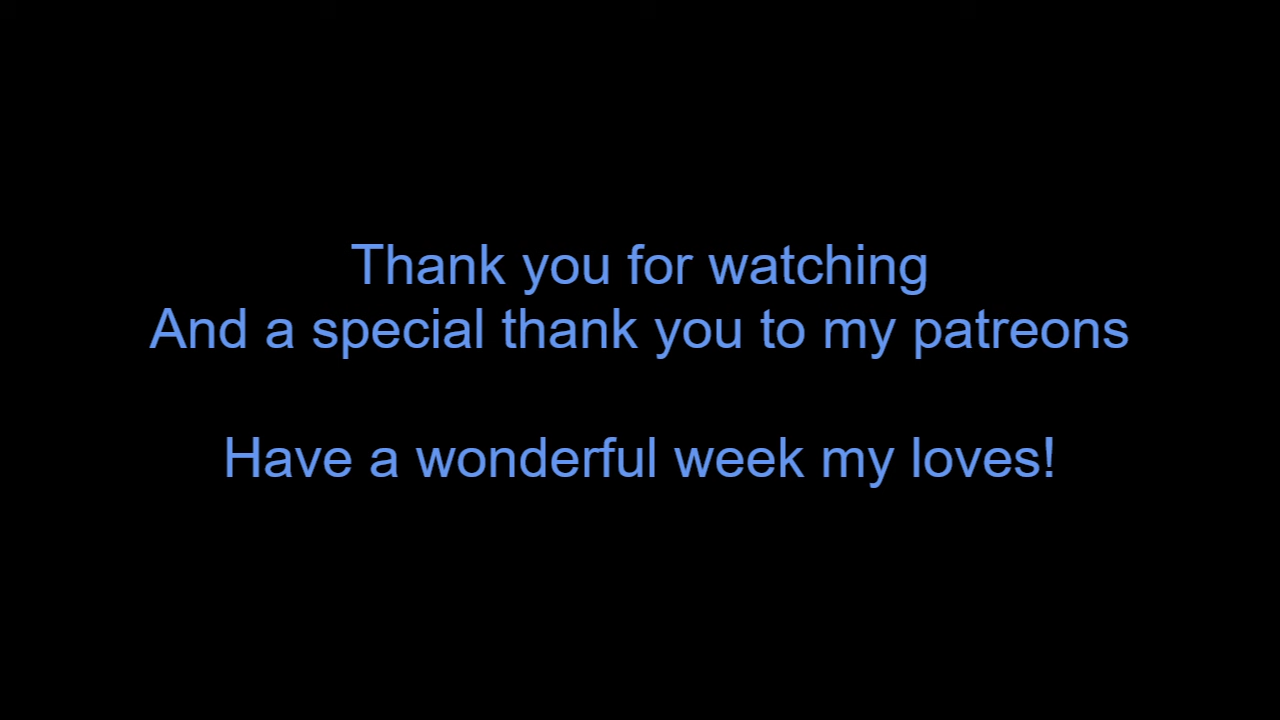 Thank you for watching
And a special thank you to my patreons
Have a wonderful week my loves!